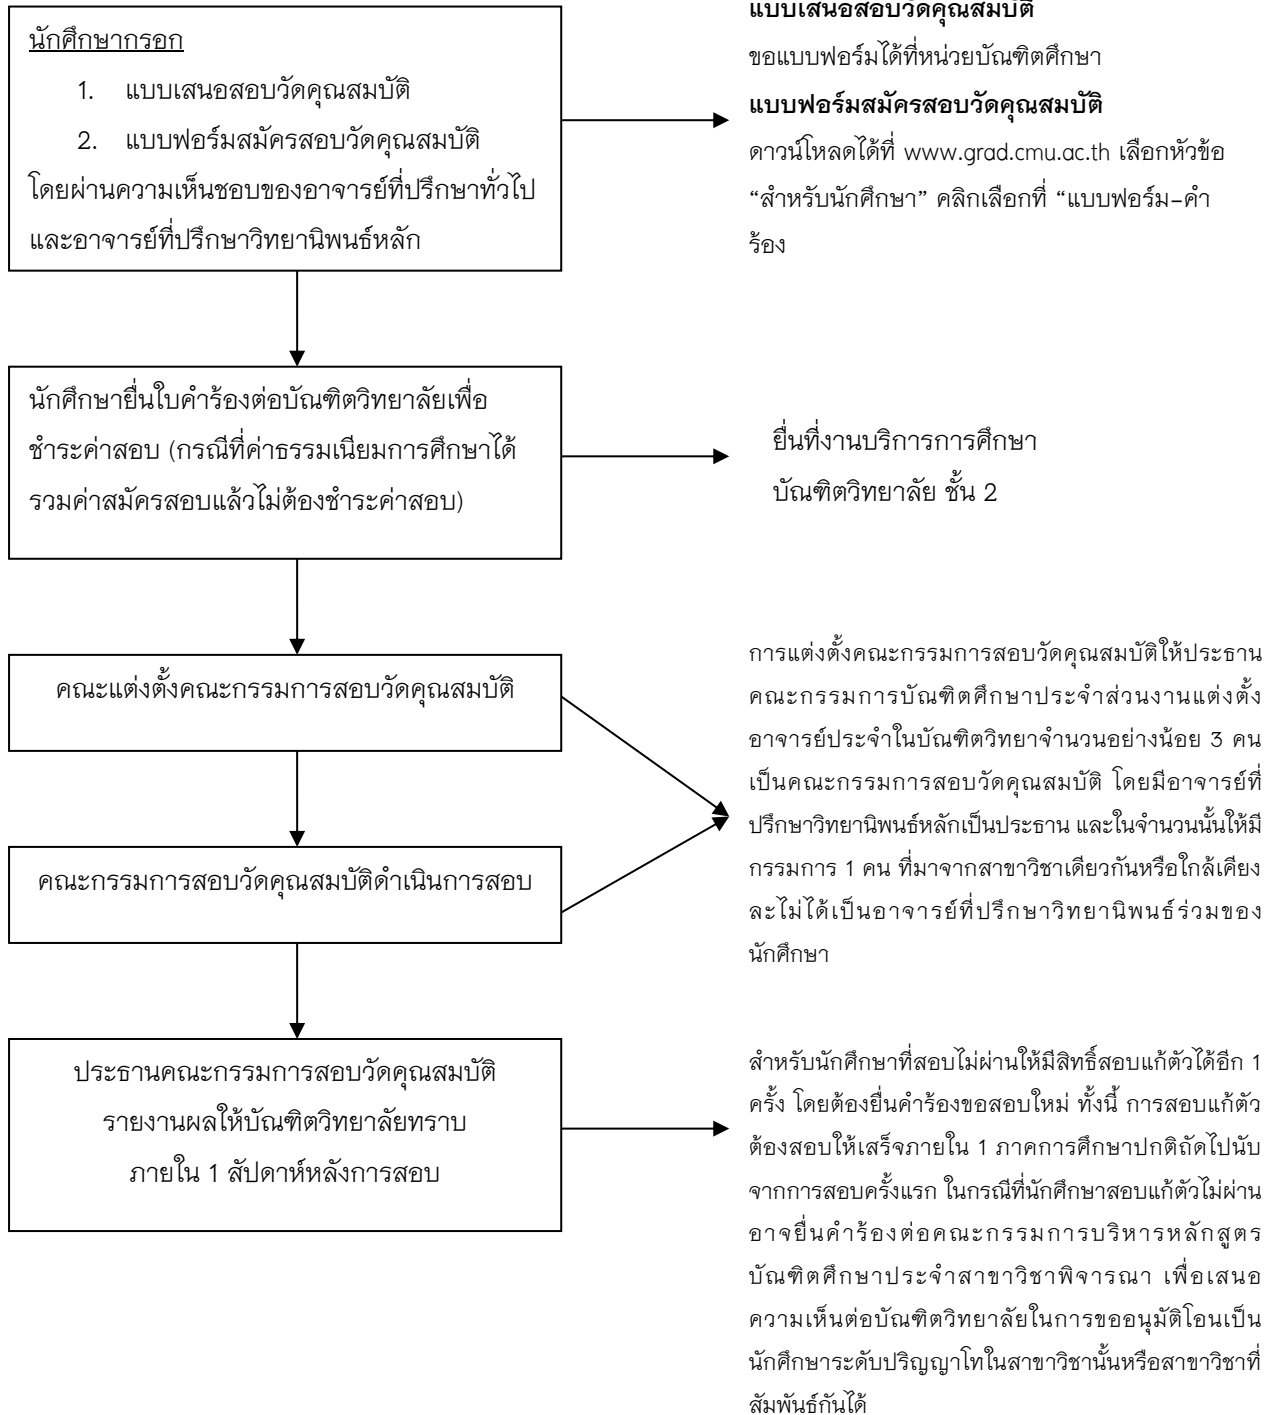 นักศึกษากรอก
1. แบบเสนอสอบวัดคุณสมบัติ
2. แบบฟอร์มสมัครสอบวัดคุณสมบัติ
โดยผ่านความเห็นชอบของอาจารย์ที่ปรึกษาทั่วไป
และอาจารย์ที่ปรึกษาวิทยานิพนธ์หลัก
แบบเสนอสอบวัดคุณสมบัติ
ขอแบบฟอร์มได้ที่หน่วยบัณฑิตศึกษา
แบบฟอร์มสมัครสอบวัดคุณสมบัติ
ดาวน์โหลดได้ที่ www.grad.cmu.ac.th เลือกหัวข้อ
“สำหรับนักศึกษา” คลิกเลือกที่ “แบบฟอร์ม-คำ
ร้อง
นักศึกษายื่นใบคำร้องต่อบัณฑิตวิทยาลัยเพื่อ
ชำระค่าสอบ (กรณีที่ค่าธรรมเนียมการศึกษาได้
รวมค่าสมัครสอบแล้วไม่ต้องชำระค่าสอบ)
ยื่นที่งานบริการการศึกษา
บัณฑิตวิทยาลัย ชั้น 2
คณะแต่งตั้งคณะกรรมการสอบวัดคุณสมบัติ
คณะกรรมการสอบวัดคุณสมบัติดำเนินการสอบ
การแต่งตั้งคณะกรรมการสอบวัดคุณสมบัติให้ประธาน
คณะกรรมการบัณฑิตศึกษาประจำส่วนงานแต่งตั้ง
อาจารย์ประจำในบัณฑิตวิทยาจำนวนอย่างน้อย 3 คน
เป็นคณะกรรมการสอบวัดคุณสมบัติ โดยมีอาจารย์ที่
ปรึกษาวิทยานิพนธ์หลักเป็นประธาน และในจำนวนนั้นให้มี
กรรมการ 1 คน ที่มาจากสาขาวิชาเดียวกันหรือใกล้เคียง
ละไม่ได้เป็นอาจารย์ที่ปรึกษาวิทยานิพนธ์ร่วมของ
นักศึกษา
ประธานคณะกรรมการสอบวัดคุณสมบัติ
รายงานผลให้บัณฑิตวิทยาลัยทราบ
ภายใน 1 สัปดาห์หลังการสอบ
สำหรับนักศึกษาที่สอบไม่ผ่านให้มีสิทธิ์สอบแก้ตัวได้อีก 1
ครั้ง โดยต้องยื่นคำร้องขอสอบใหม่ ทั้งนี้ การสอบแก้ตัว
ต้องสอบให้เสร็จภายใน 1 ภาคการศึกษาปกติถัดไปนับ
จากการสอบครั้งแรก ในกรณีที่นักศึกษาสอบแก้ตัวไม่ผ่าน
อาจยื่นคำร้องต่อคณะกรรมการบริหารหลักสูตร
บัณฑิตศึกษาประจำสาขาวิชาพิจารณา เพื่อเสนอ
ความเห็นต่อบัณฑิตวิทยาลัยในการขออนุมัติโอนเป็น
นักศึกษาระดับปริญญาโทในสาขาวิชานั้นหรือสาขาวิชาที่
สัมพันธ์กันได้